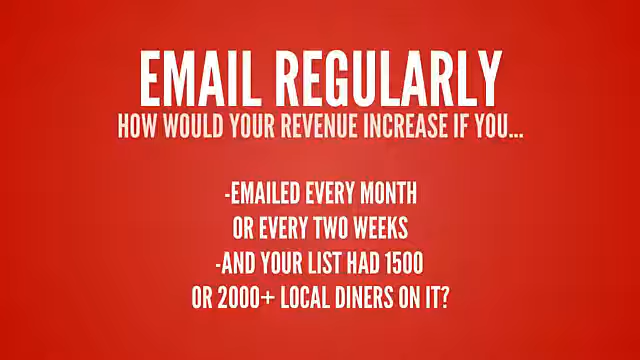 EMAIL REGULARLY
HOW WOULD YOUR REVENUE INCREASE IF YOU...
-EMAILED EVERY MONTH
OR EVERY TWO WEEKS
-AND YOUR LIST HAD 1500
OR 2000+ LOCAL DINERS ON IT?